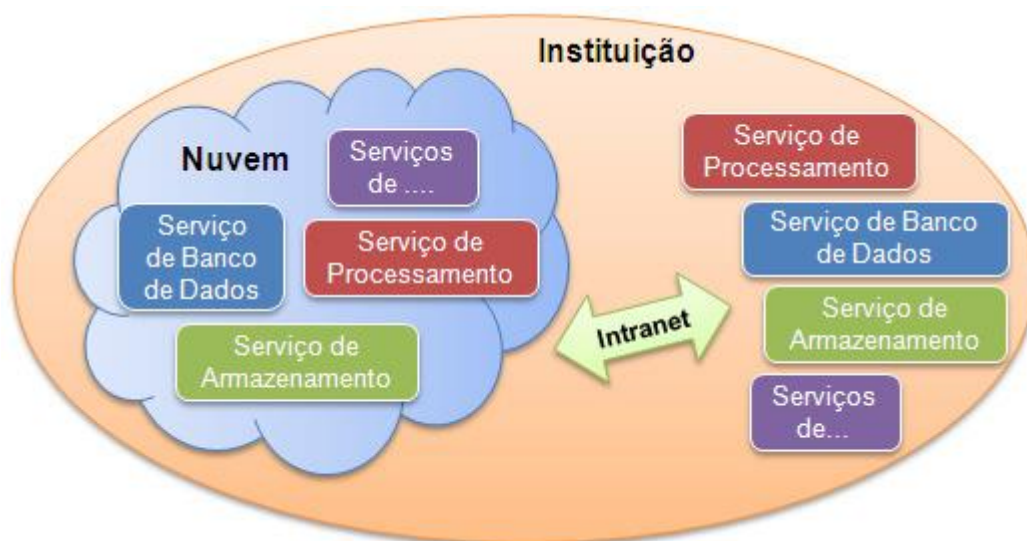 Instituição
Nuvem
Serviços
de ....
Serviço
de Banco
de Dados
Serviço de
Processamento
Serviço de
Armazenamento
Intranet
Serviço de
Processamento
Serviço de Banco
de Dados
Serviço de
Armazenamento
Serviços
de...